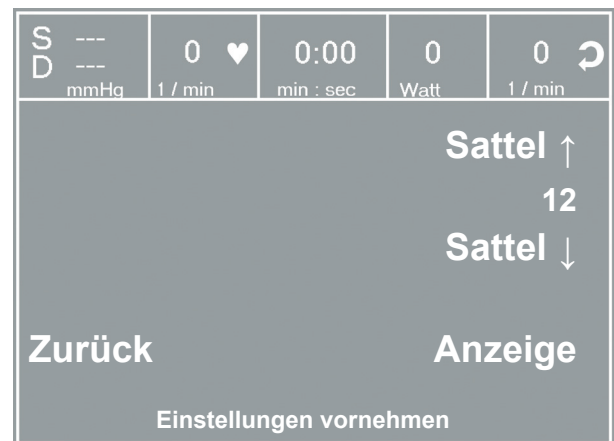 S --- 0 ♥ 0:00 0 0
D ---
mmHg 1 / min min : sec Watt 1 / min
Sattel ↑
12
Sattel ↓
Zurück Anzeige
Einstellungen vornehmen